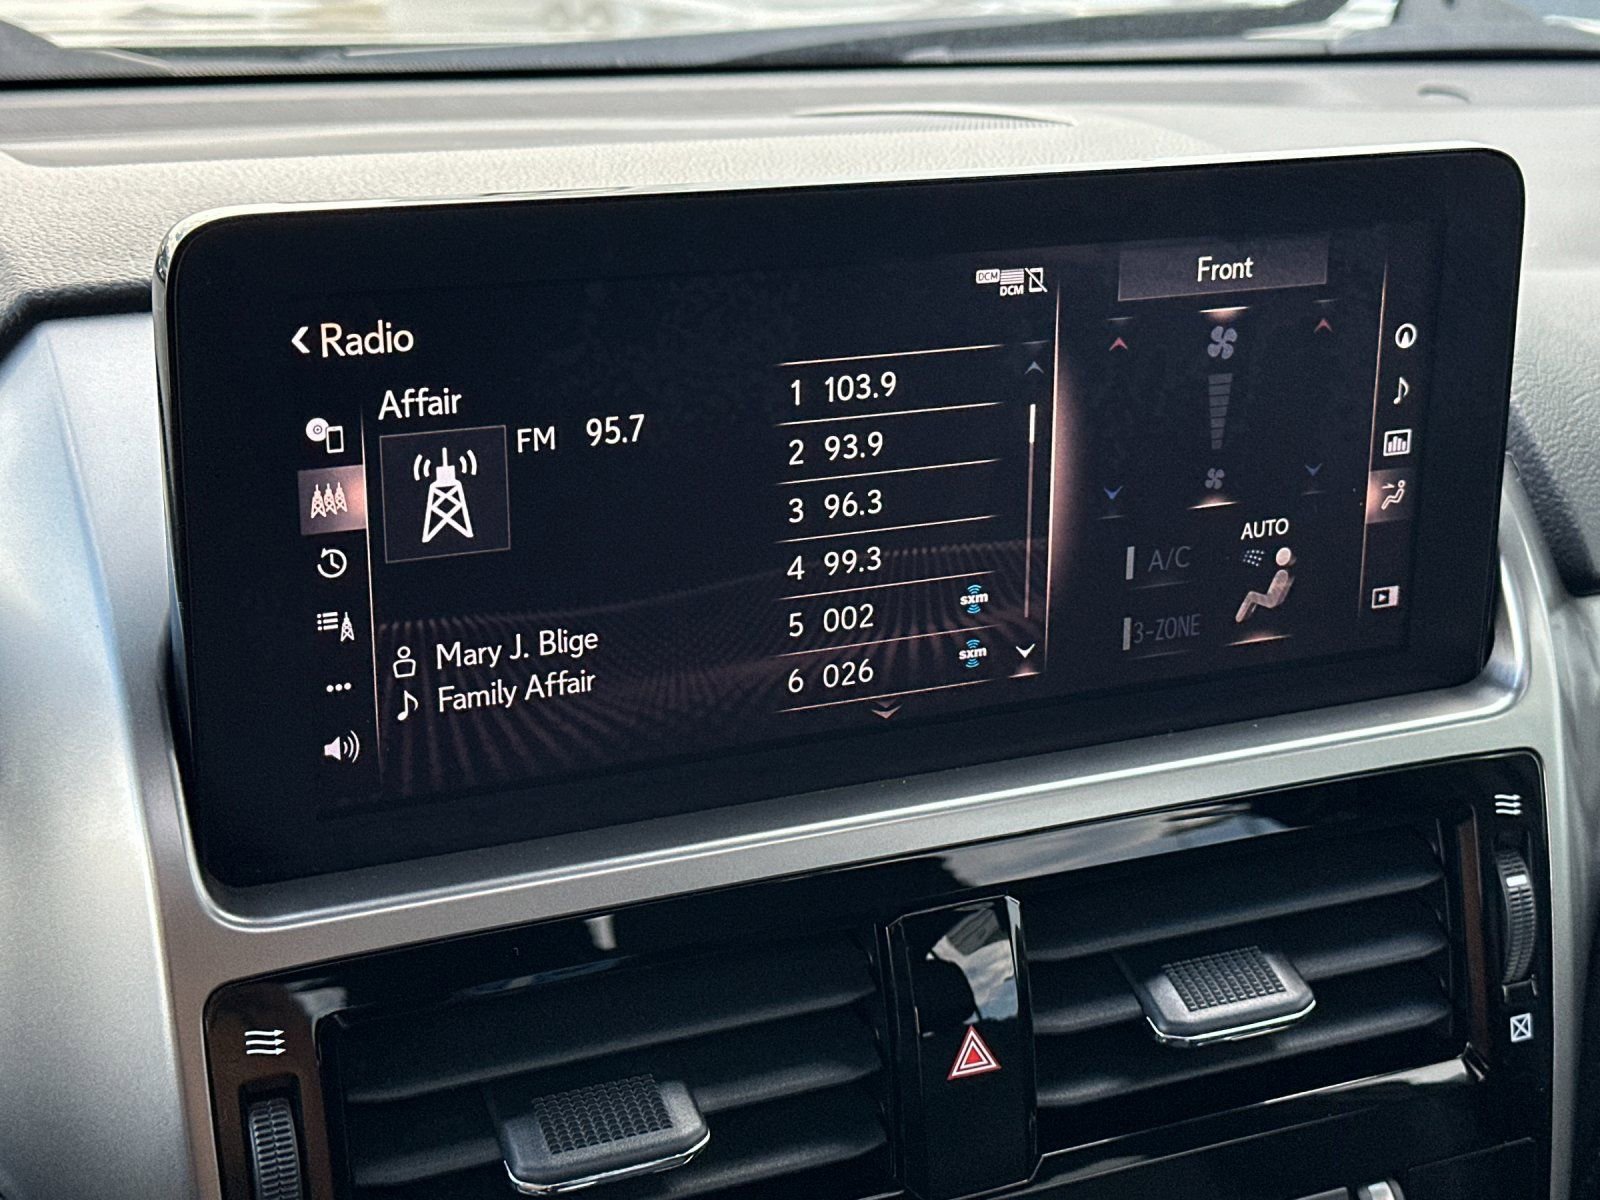 DCM
DCM
Front
Radio
Affair
FM 95.7
1 103.9
2 93.9
3 96.3
4 99.3
5 002 sxm
6 026 sxm
Mary J. Blige
Family Affair
AUTO
A/C
3-ZONE